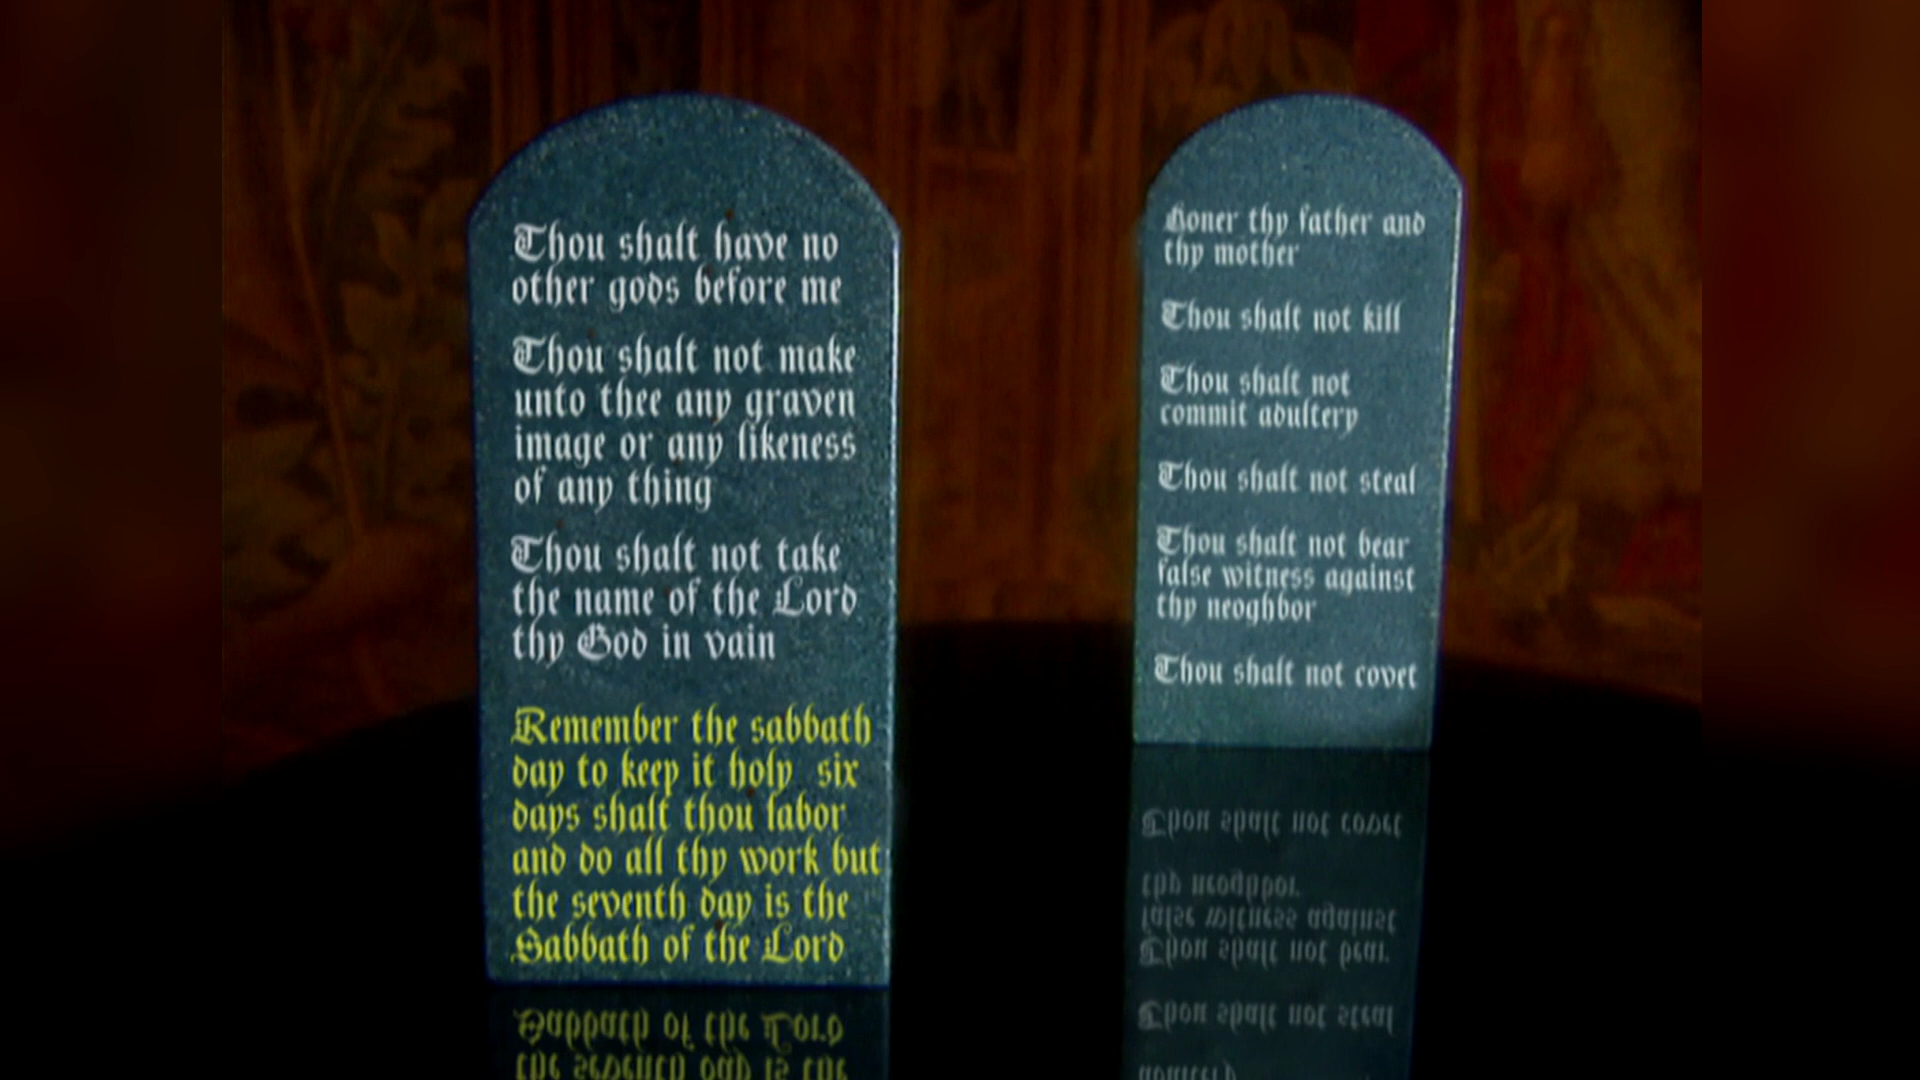 Thou shalt have no
other gods before me
Thou shalt not make
unto thee any graven
image or any likeness
of any thing
Thou shalt not take
the name of the Lord
thy God in vain
Remember the sabbath
day to keep it holy six
days shalt thou labor
and do all thy work but
the seventh day is the
Sabbath of the Lord
Honer thy father and
thy mother
Thou shalt not kill
Thou shalt not
commit adultery
Thou shalt not steal
Thou shalt not bear
false witness against
thy neoghbor
Thou shalt not covet